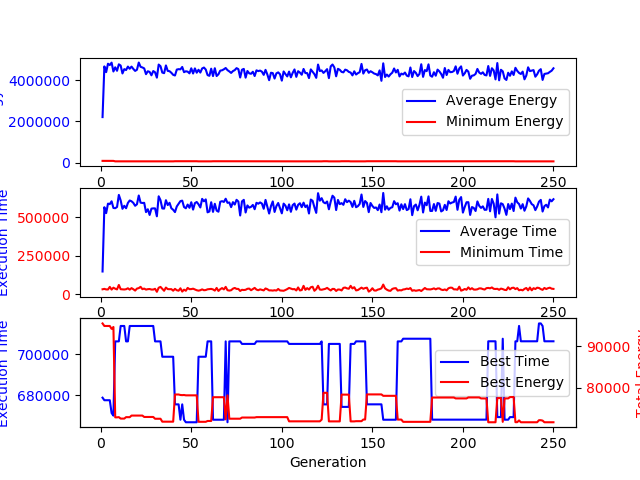 4000000
2000000
0
Average Energy
Minimum Energy
0 50 100 150 200 250
Execution Time
500000
250000
0
Average Time
Minimum Time
0 50 100 150 200 250
Execution Time
700000
680000
Best Time
Best Energy
90000
80000
0 50 100 150 200 250
Generation